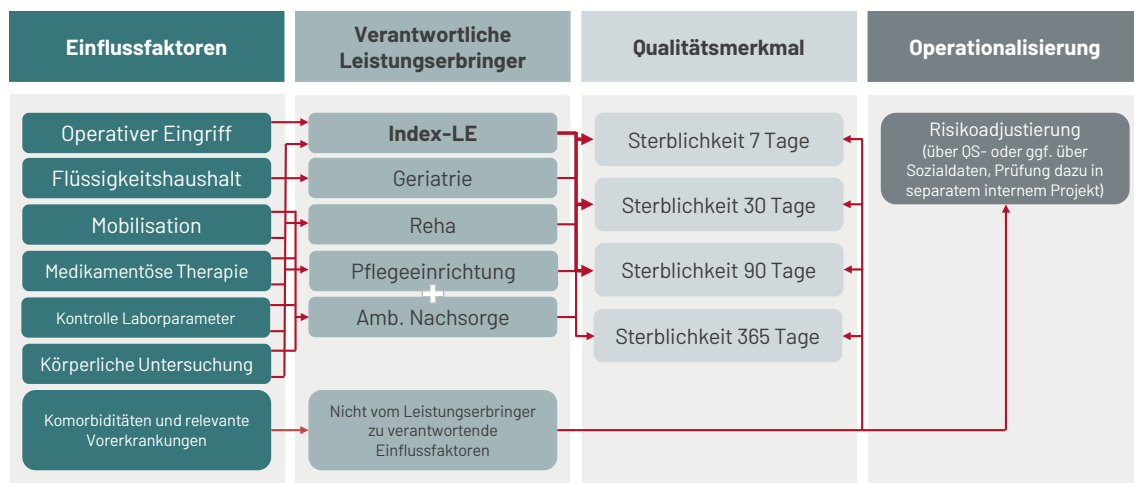 Einflussfaktoren
Verantwortliche
Leistungserbringer
Qualitätsmerkmal
Operationalisierung
Operativer Eingriff
Flüssigkeitshaushalt
Mobilisation
Medikamentöse Therapie
Kontrolle Laborparameter
Körperliche Untersuchung
Komorbiditäten und relevante
Vorerkrankungen
Index-LE
Geriatrie
Reha
Pflegeeinrichtung
+
Amb. Nachsorge
Nicht vom Leistungserbringer
zu verantwortende
Einflussfaktoren
Sterblichkeit 7 Tage
Sterblichkeit 30 Tage
Sterblichkeit 90 Tage
Sterblichkeit 365 Tage
Risikoadjustierung
(über QS- oder ggf. über
Sozialdaten, Prüfung dazu in
separatem internem Projekt)